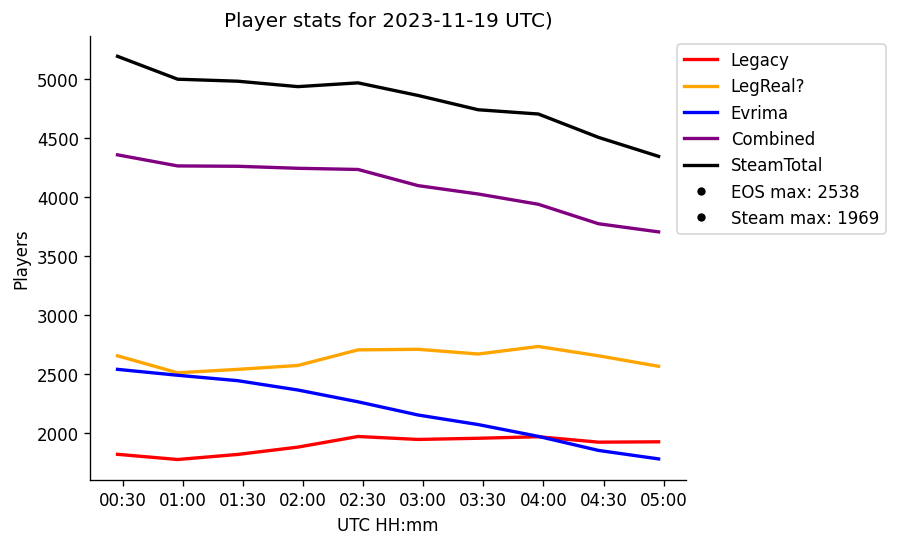 Player stats for 2023-11-19 UTC)
Legacy
LegReal?
Evrima
Combined
SteamTotal
EOS max: 2538
Steam max: 1969
Players
5000
4500
4000
3500
3000
2500
2000
00:30 01:00 01:30 02:00 02:30 03:00 03:30 04:00 04:30 05:00
UTC HH:mm